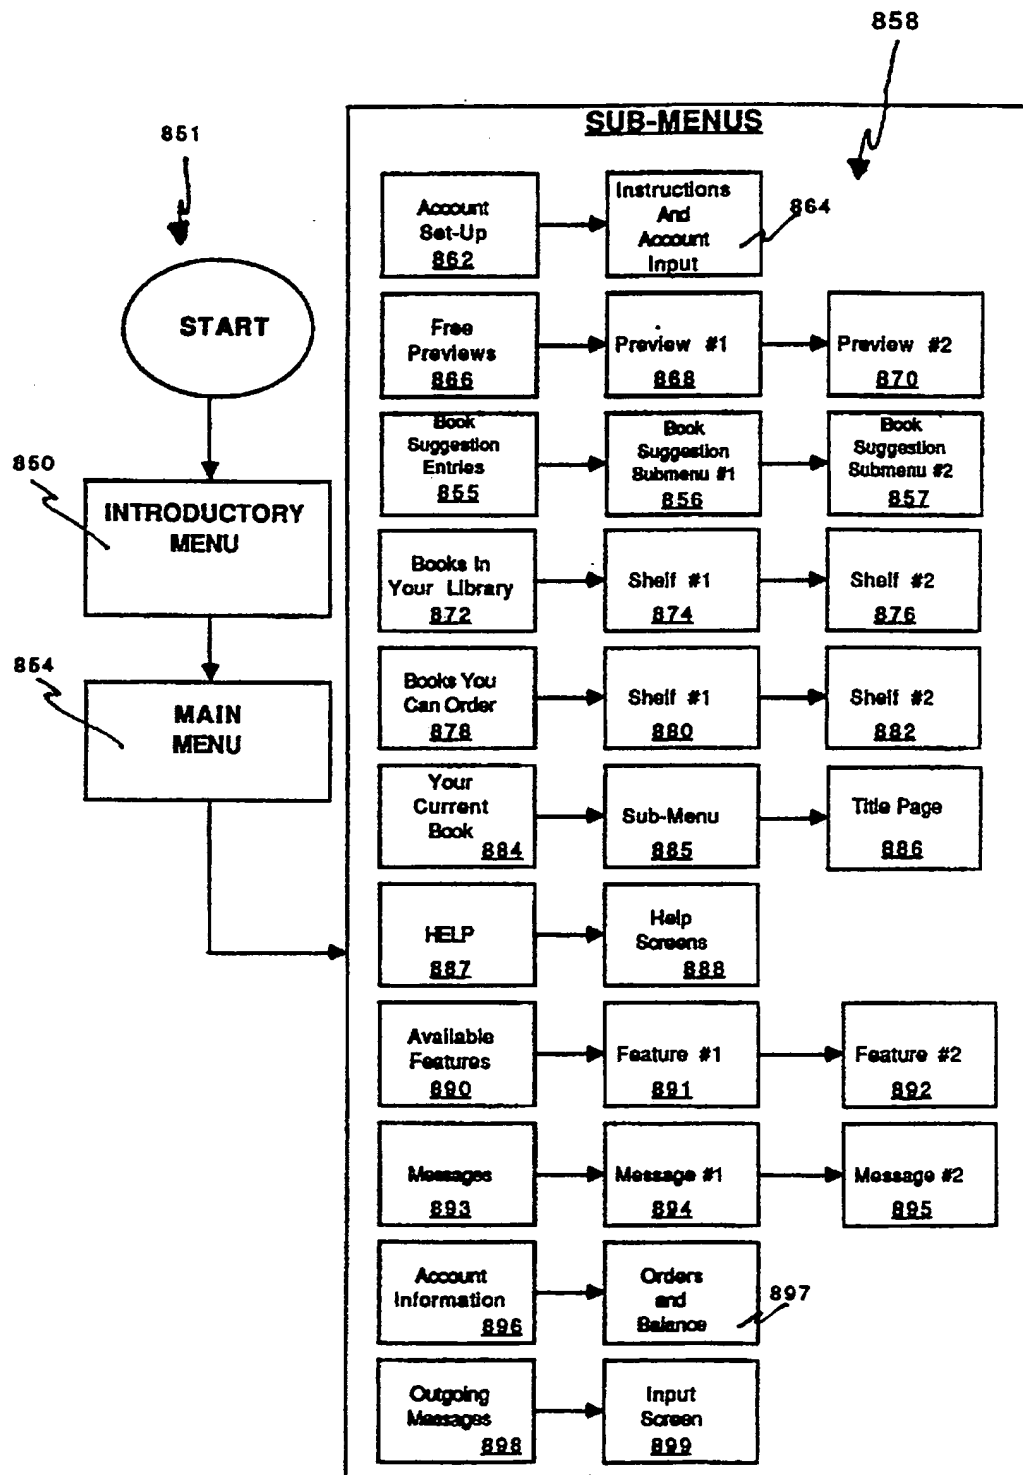 858
851
SUB-MENUS
START
850
INTRODUCTORY
MENU
854
MAIN
MENU
Account
Set-Up
862
Instructions
And
Account
Input
864
Free
Previews
866
Preview #1
868
Preview #2
870
Book
Suggestion
Entries
855
Book
Suggestion
Submenu #1
856
Book
Suggestion
Submenu #2
857
Books In
Your Library
872
Shelf #1
874
Shelf #2
876
Books You
Can Order
878
Shelf #1
880
Shelf #2
882
Your
Current
Book
884
Sub-Menu
885
Title Page
886
HELP
887
Help
Screens
888
Available
Features
890
Feature #1
891
Feature #2
892
Messages
893
Message #1
894
Message #2
895
Account
Information
896
Orders
and
Balance
897
Outgoing
Messages
898
Input
Screen
899